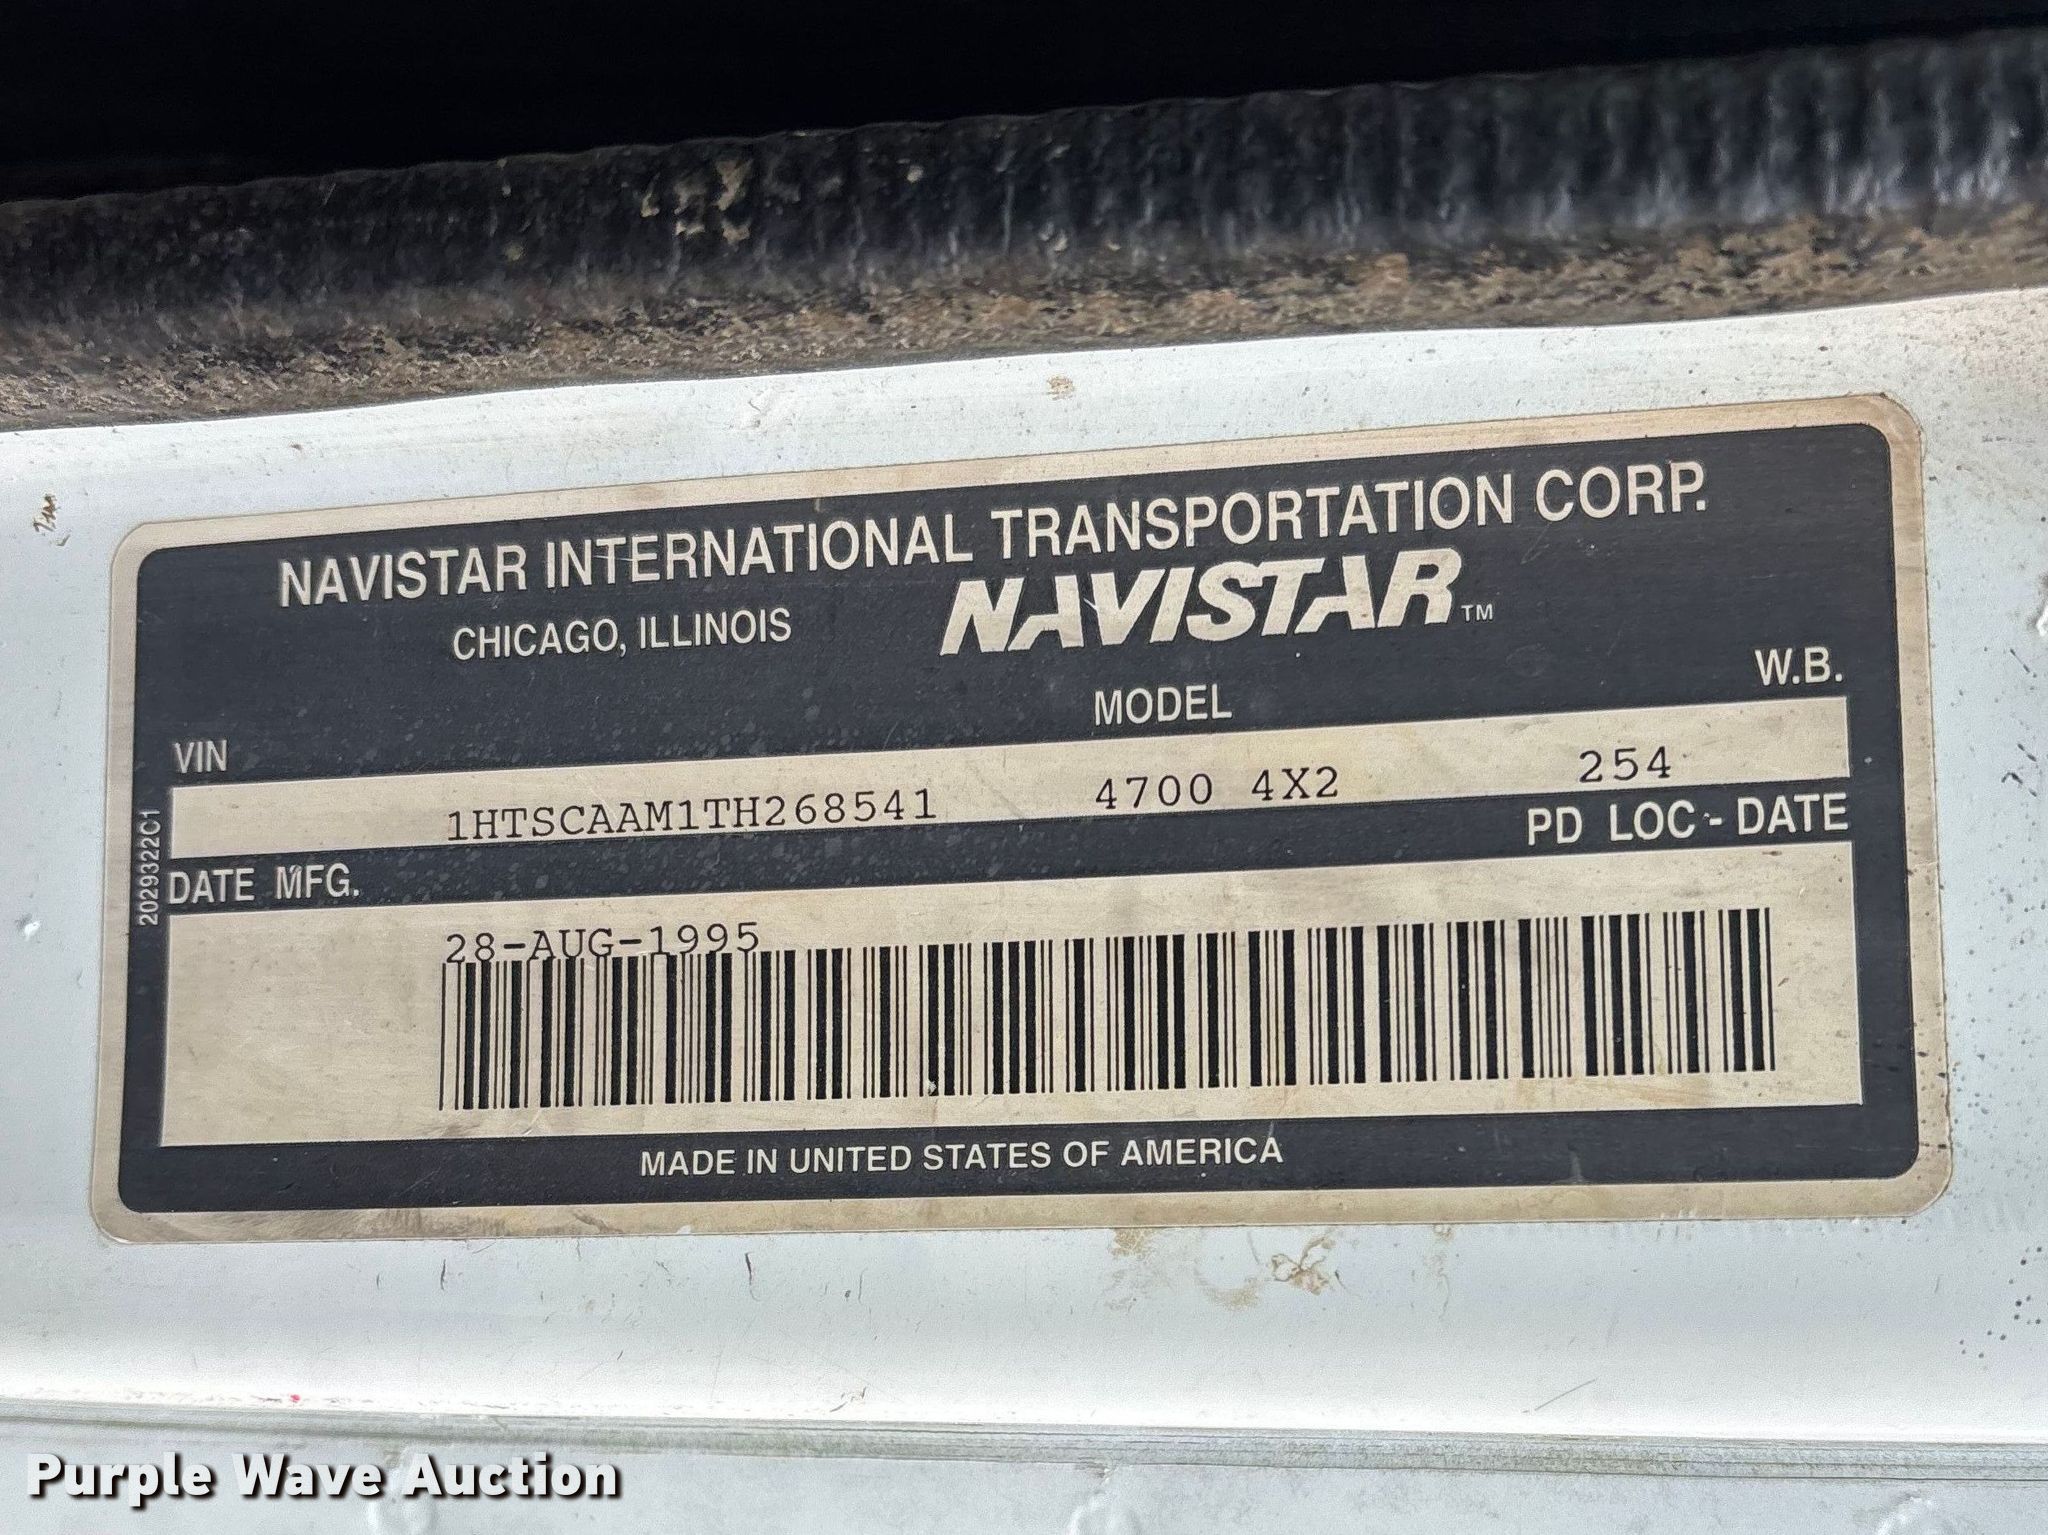 NAVISTAR INTERNATIONAL TRANSPORTATION CORP.
CHICAGO, ILLINOIS NAVISTAR™
VIN MODEL W.B.
1HTSCAAM1TH268541 4700 4X2 254
DATE MFG. PD LOC - DATE
28-AUG-1995
2029322C1
MADE IN UNITED STATES OF AMERICA
Purple Wave Auction